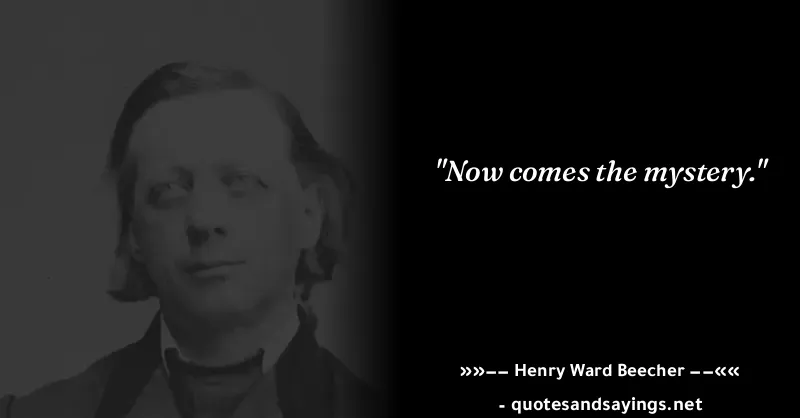 "Now comes the mystery."
»»—— Henry Ward Beecher ——««
- quotesandsayings.net